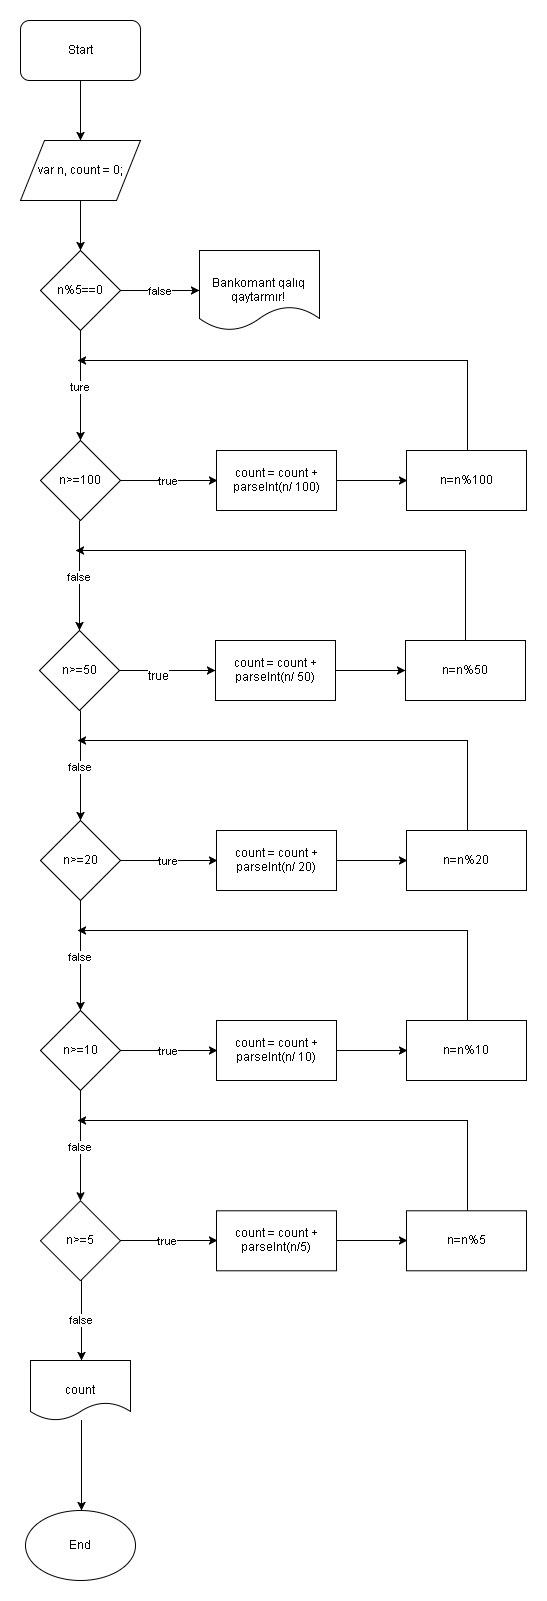 Start
var n, count = 0;
n%5==0
false
Bankomant qalıq
qaytarmır!
ture
n>=100
true
count = count +
parseInt(n/ 100)
n=n%100
false
n>=50
true
count = count +
parseInt(n/ 50)
n=n%50
false
n>=20
ture
count = count +
parseInt(n/ 20)
n=n%20
false
n>=10
true
count = count +
parseInt(n/ 10)
n=n%10
false
n>=5
true
count = count +
parseInt(n/5)
n=n%5
false
count
End